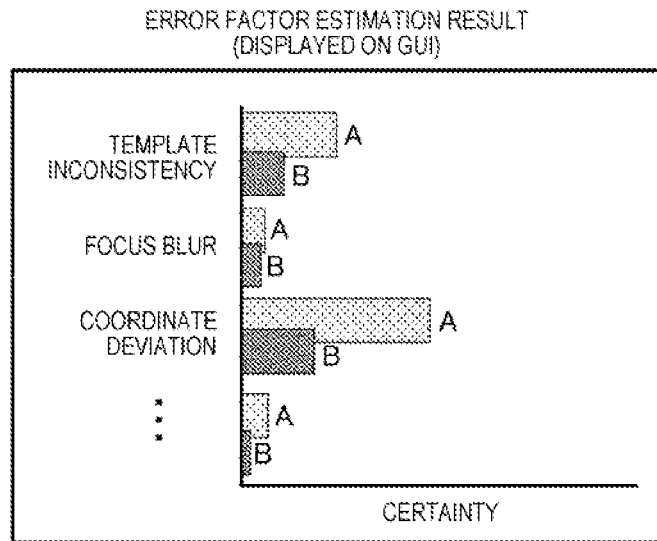 ERROR FACTOR ESTIMATION RESULT
(DISPLAYED ON GUI)
TEMPLATE
INCONSISTENCY
A
B
FOCUS BLUR
A
B
COORDINATE
DEVIATION
A
B
A
B
CERTAINTY